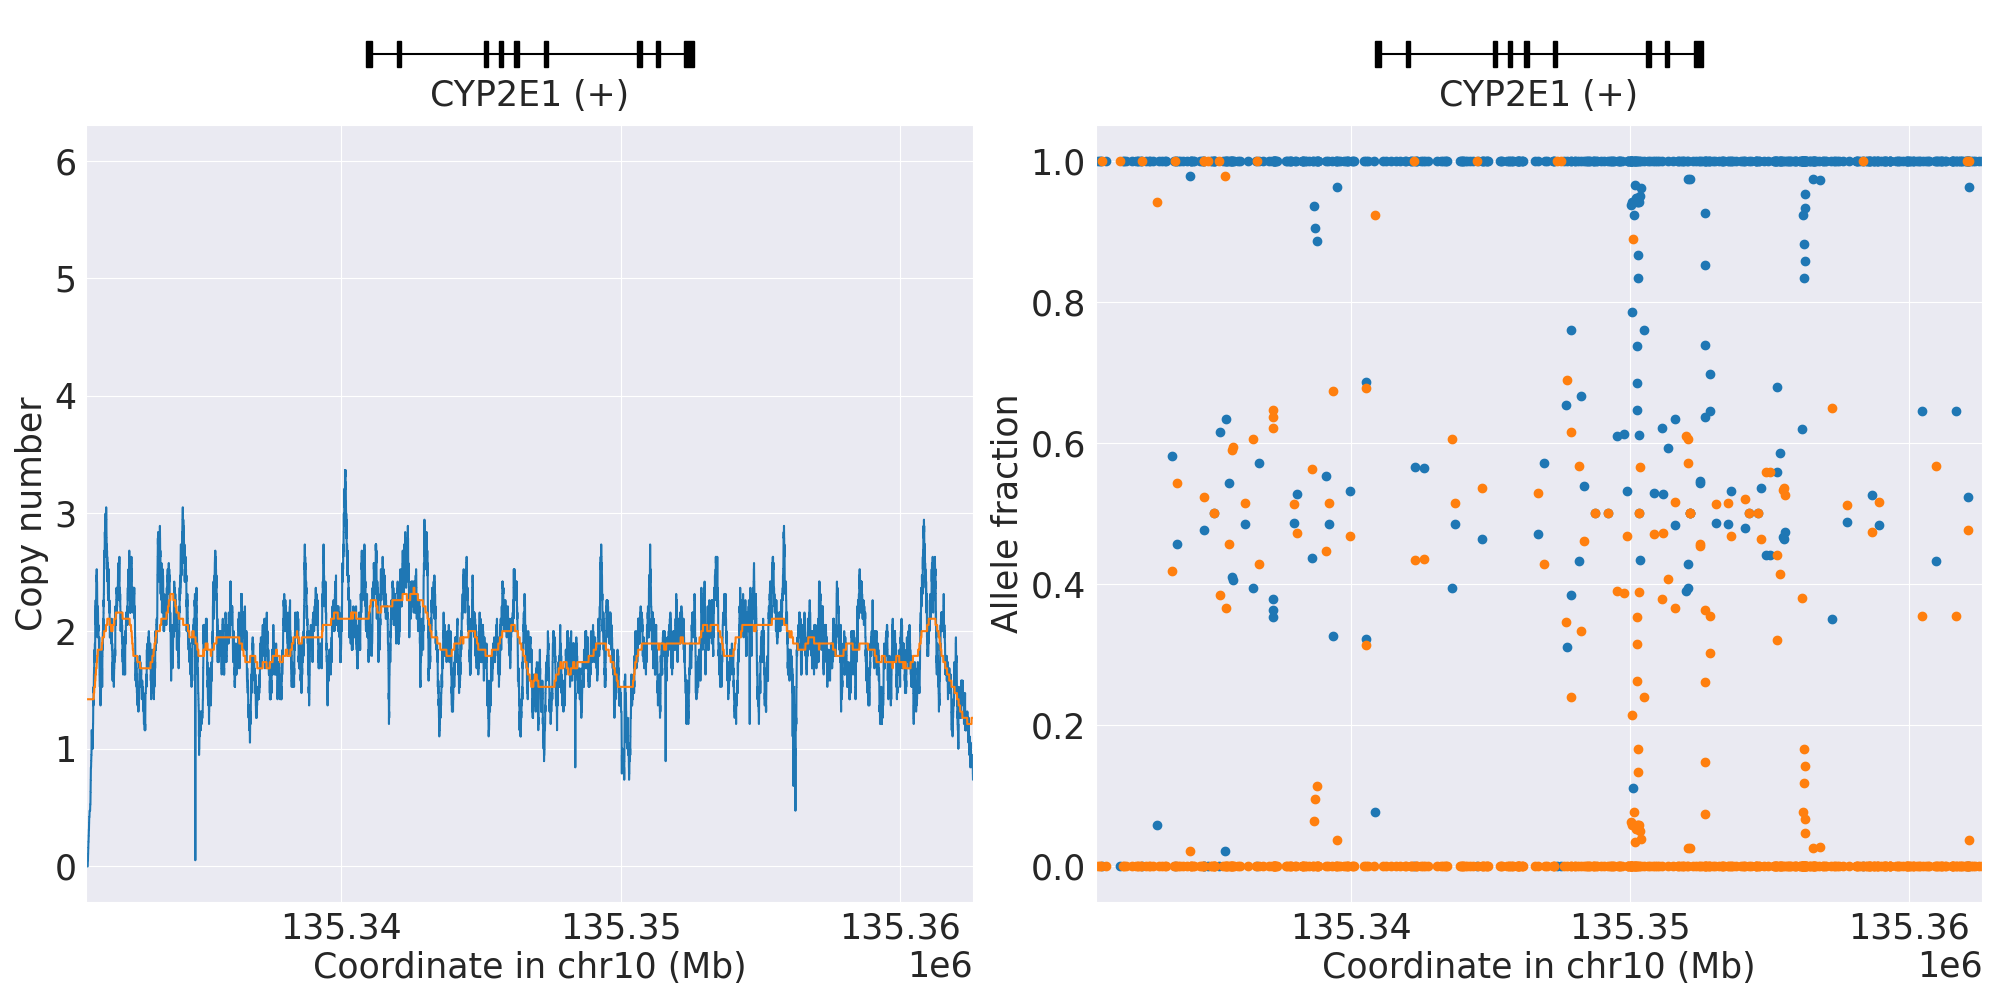 CYP2E1 (+)
6
5
4
3
2
1
0
Copy number
135.34 135.35 135.36
Coordinate in chr10 (Mb)
1e6
CYP2E1 (+)
1.0
0.8
0.6
0.4
0.2
0.0
Allele fraction
135.34 135.35 135.36
Coordinate in chr10 (Mb)
1e6